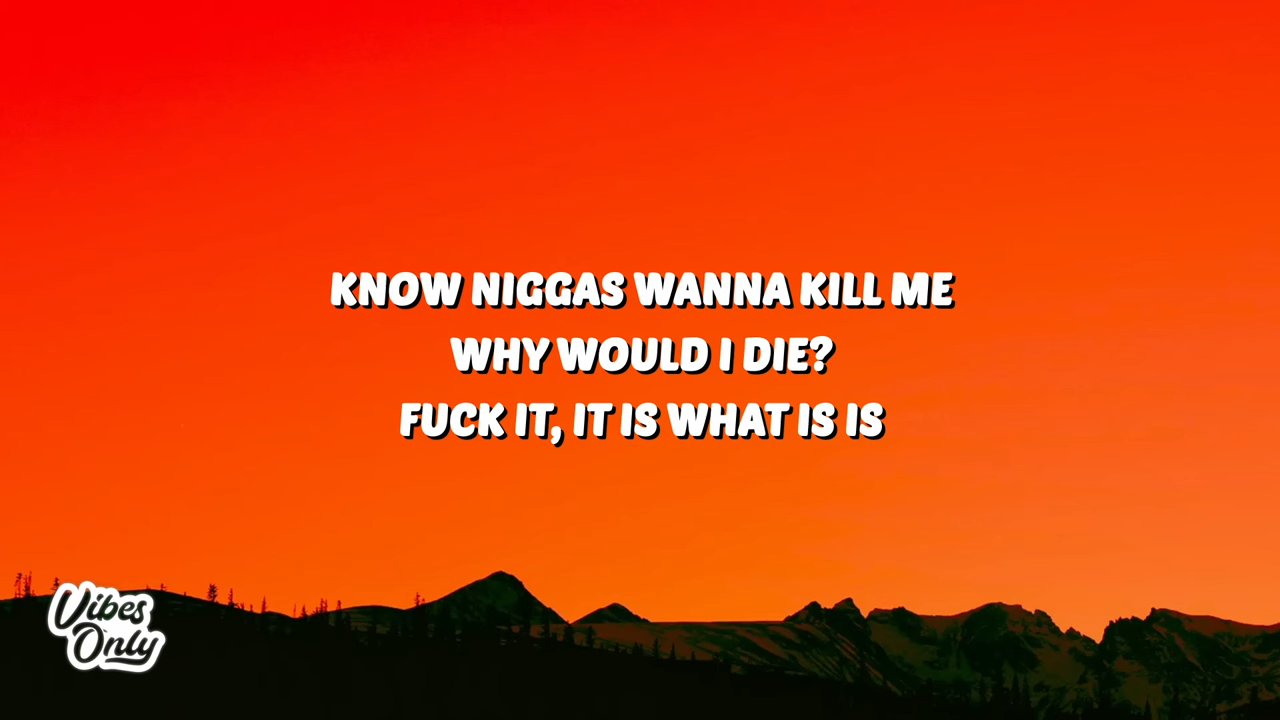 KNOW NIGGAS WANNA KILL ME
WHY WOULD I DIE?
FUCK IT, IT IS WHAT IS IS
Vibes
Only